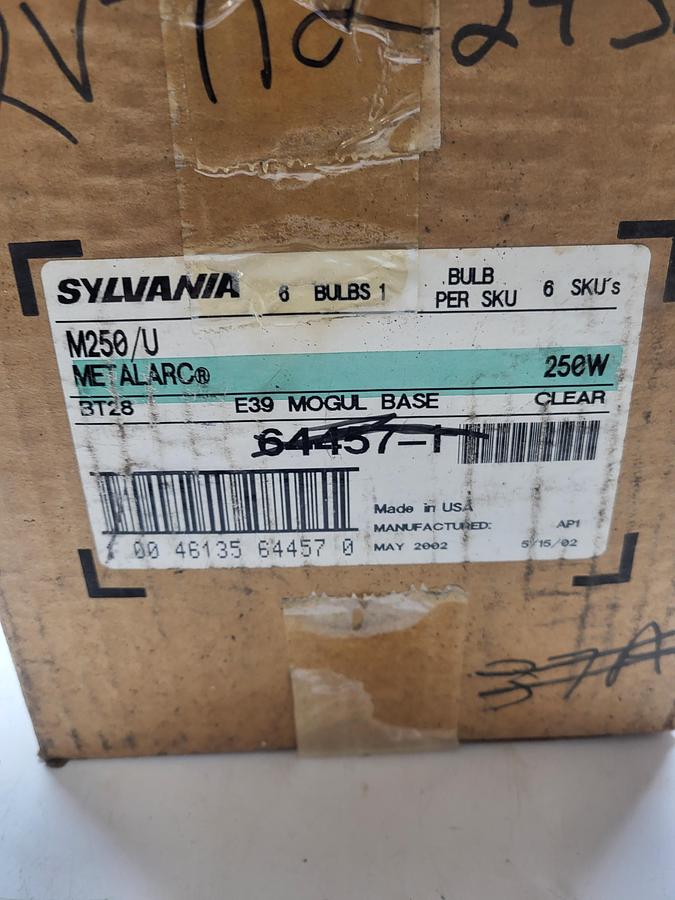 SYLVANIA 6 BULBS 1 BULB PER SKU 6 SKU's
M250/U
METALARC® 250W
BT28 E39 MOGUL BASE CLEAR
64457-1
Made in USA
MANUFACTURED: AP1
00 46135 64457 0 MAY 2002 5/15/02
37A